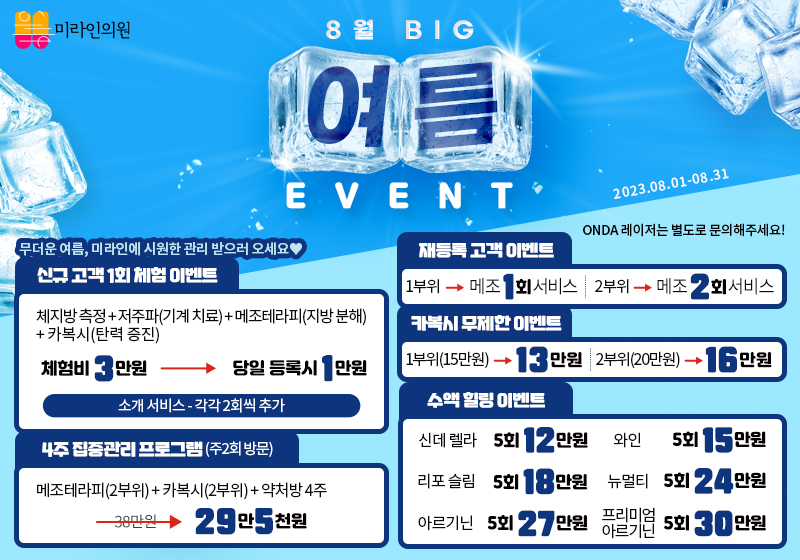 미라인의원
8월 BIG
여름
EVENT
2023.08.01-08.31
ONDA 레이저는 별도로 문의해주세요!
무더운 여름, 미라인에 시원한 관리 받으러 오세요♥
신규 고객 1회 체험 이벤트
체지방 측정 + 저주파(기계 치료) + 메조테라피(지방 분해)
+ 카복시(탄력 증진)
체험비 3만원 → 당일 등록시 1만원
소개 서비스 - 각각 2회씩 추가
4주 집중관리 프로그램 (주2회 방문)
메조테라피(2부위) + 카복시(2부위) + 약처방 4주
38만원 → 29만5천원
재등록 고객 이벤트
1부위 → 메조 1회 서비스 2부위 → 메조 2회 서비스
카복시 무제한 이벤트
1부위(15만원) → 13만원 2부위(20만원) → 16만원
수액 힐링 이벤트
신데 렐라 5회 12만원 와인 5회 15만원
리포 슬림 5회 18만원 뉴멀티 5회 24만원
아르기닌 5회 27만원 프리미엄 아르기닌 5회 30만원